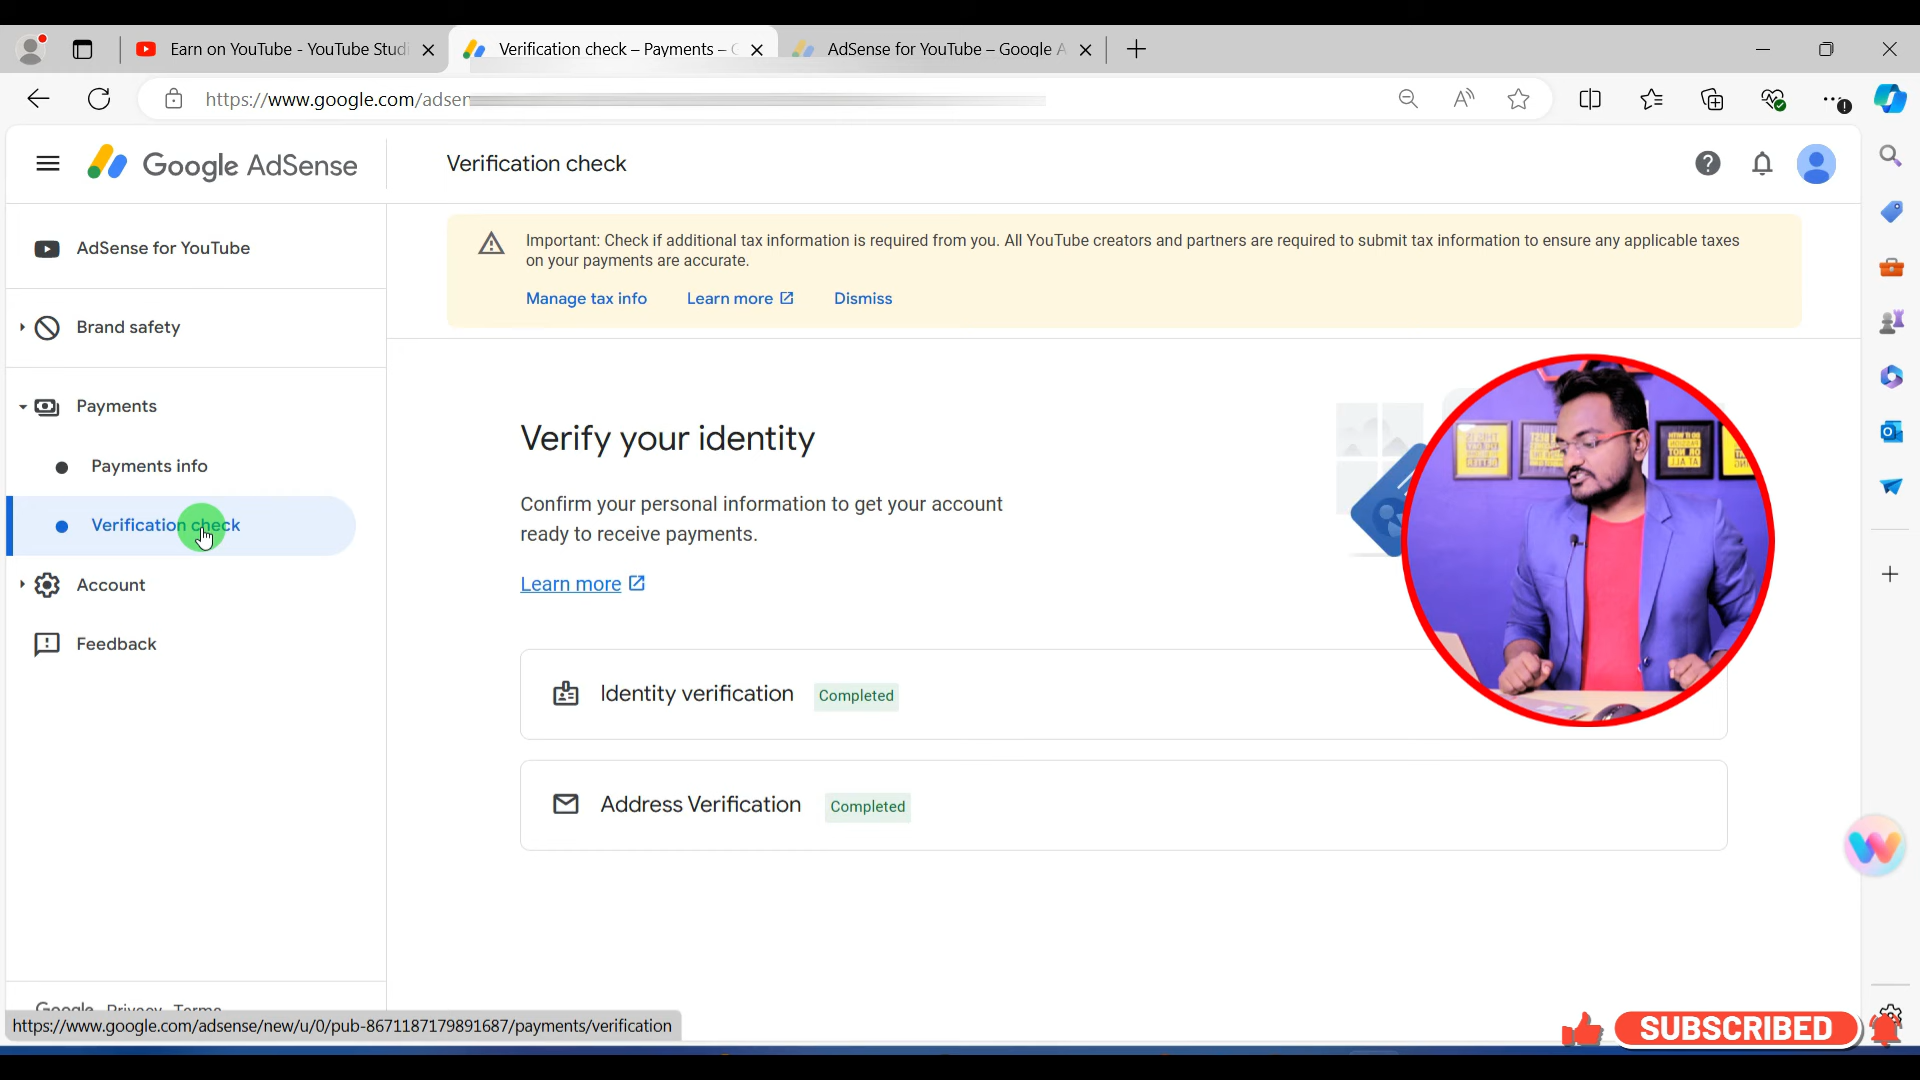 Earn on YouTube - YouTube Studi
Verification check – Payments – G
AdSense for YouTube – Google A
https://www.google.com/adsen
Google AdSense
Verification check
AdSense for YouTube
Important: Check if additional tax information is required from you. All YouTube creators and partners are required to submit tax information to ensure any applicable taxes
on your payments are accurate.
Manage tax info Learn more Dismiss
Brand safety
Payments
Payments info
Verification check
Account
Feedback
Verify your identity
Confirm your personal information to get your account
ready to receive payments.
Learn more
Identity verification Completed
Address Verification Completed
Google Privacy Terms
https://www.google.com/adsense/new/u/0/pub-8671187179891687/payments/verification
SUBSCRIBED